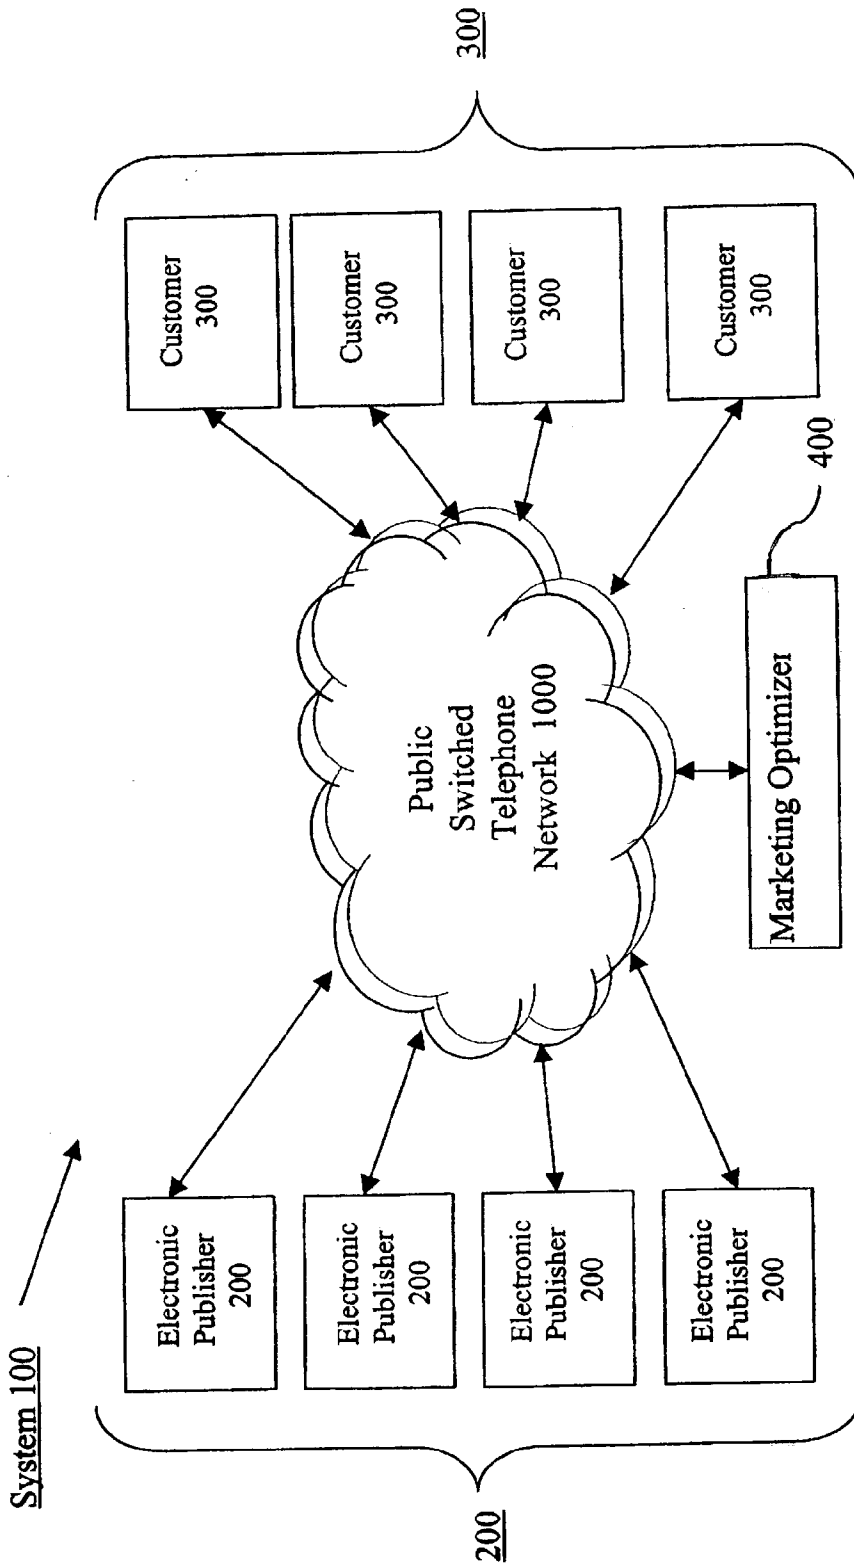 System 100
200
Electronic
Publisher
200
Electronic
Publisher
200
Electronic
Publisher
200
Electronic
Publisher
200
Public
Switched
Telephone
Network 1000
Marketing Optimizer
400
Customer
300
Customer
300
Customer
300
Customer
300
300